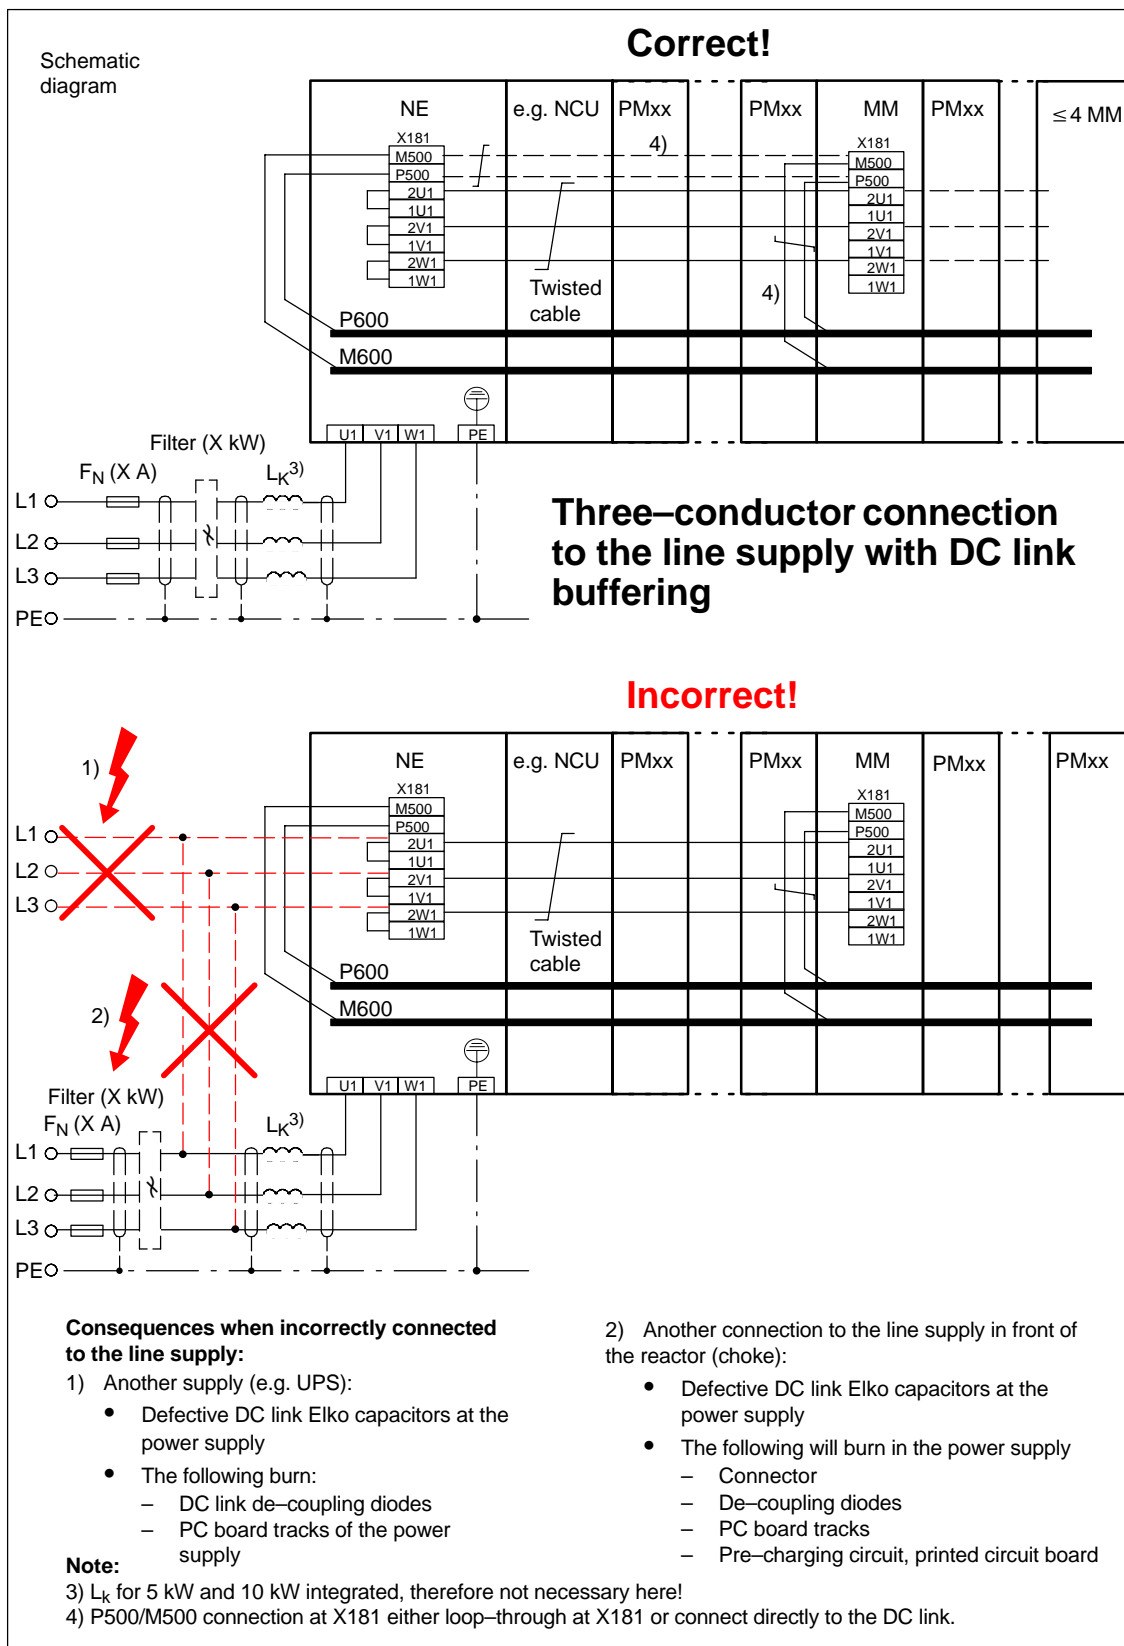 Correct!
Schematic
diagram
NE
e.g. NCU
PMxx
PMxx
MM
PMxx
≤ 4 MM
X181
M500
P500
2U1
1U1
2V1
1V1
2W1
1W1
4)
X181
M500
P500
2U1
1U1
2V1
1V1
2W1
1W1
Twisted
cable
4)
P600
M600
U1 V1 W1 PE
Filter (X kW)
FN (X A)
LK3)
L1
L2
L3
PE
Three–conductor connection
to the line supply with DC link
buffering
Incorrect!
NE
e.g. NCU
PMxx
PMxx
MM
PMxx
PMxx
1)
X181
M500
P500
2U1
1U1
2V1
1V1
2W1
1W1
X181
M500
P500
2U1
1U1
2V1
1V1
2W1
1W1
L1
L2
L3
Twisted
cable
P600
M600
2)
U1 V1 W1 PE
Filter (X kW)
FN (X A)
LK3)
L1
L2
L3
PE
Consequences when incorrectly connected
to the line supply:
1) Another supply (e.g. UPS):
• Defective DC link Elko capacitors at the
power supply
• The following burn:
– DC link de–coupling diodes
– PC board tracks of the power
supply
2) Another connection to the line supply in front of
the reactor (choke):
• Defective DC link Elko capacitors at the
power supply
• The following will burn in the power supply
– Connector
– De–coupling diodes
– PC board tracks
– Pre–charging circuit, printed circuit board
Note:
3) Lk for 5 kW and 10 kW integrated, therefore not necessary here!
4) P500/M500 connection at X181 either loop–through at X181 or connect directly to the DC link.